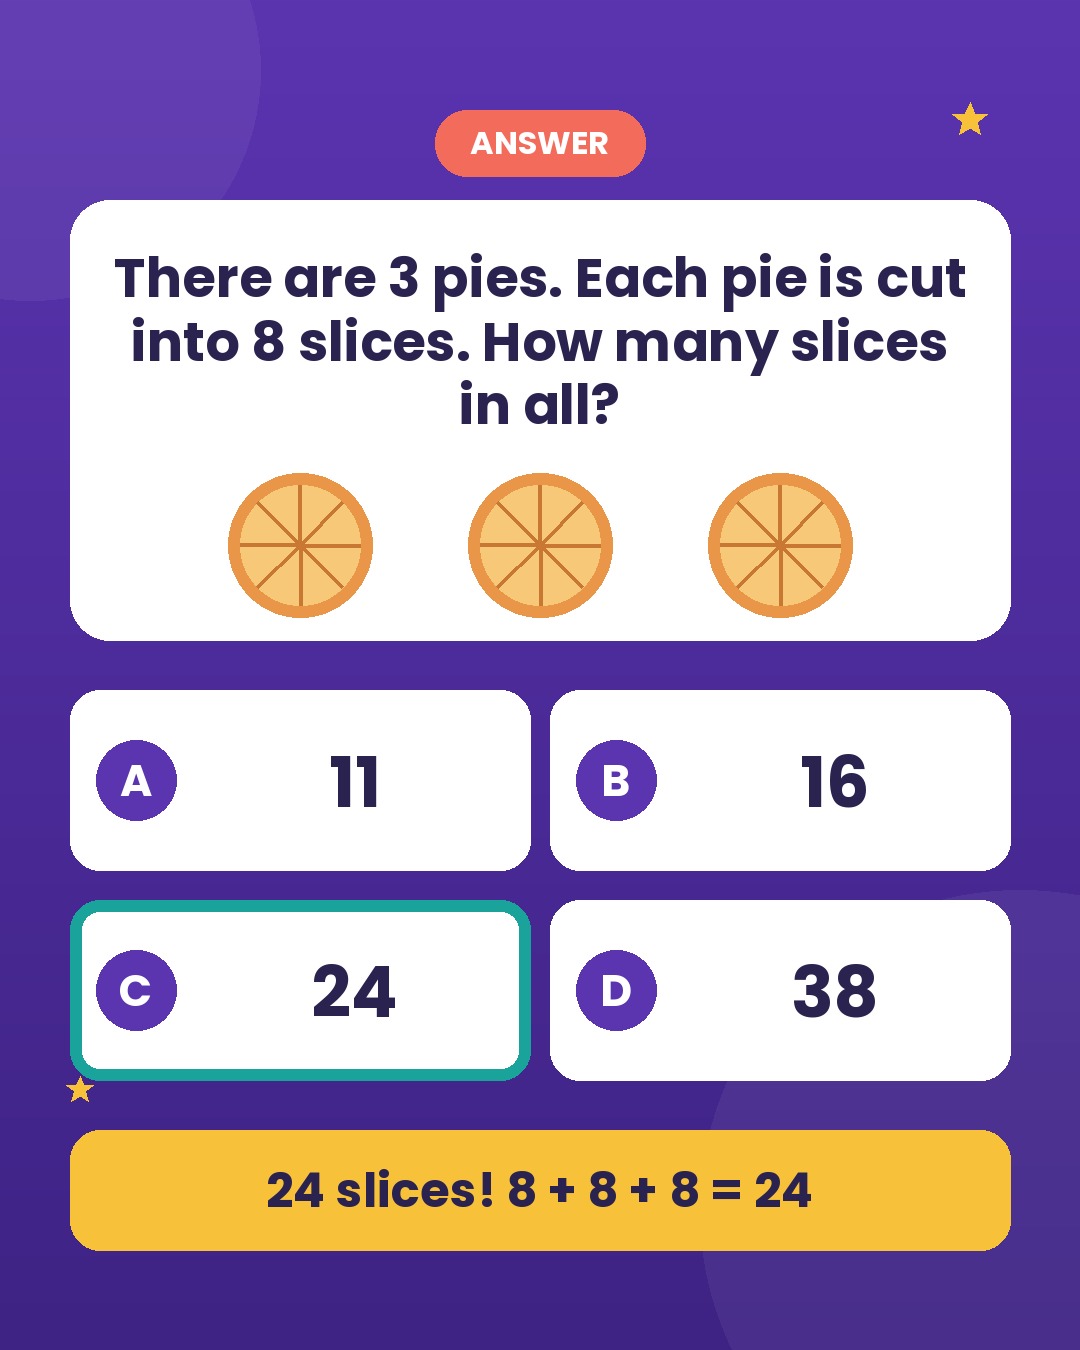 ANSWER
There are 3 pies. Each pie is cut
into 8 slices. How many slices
in all?
A 11
B 16
C 24
D 38
24 slices! 8 + 8 + 8 = 24